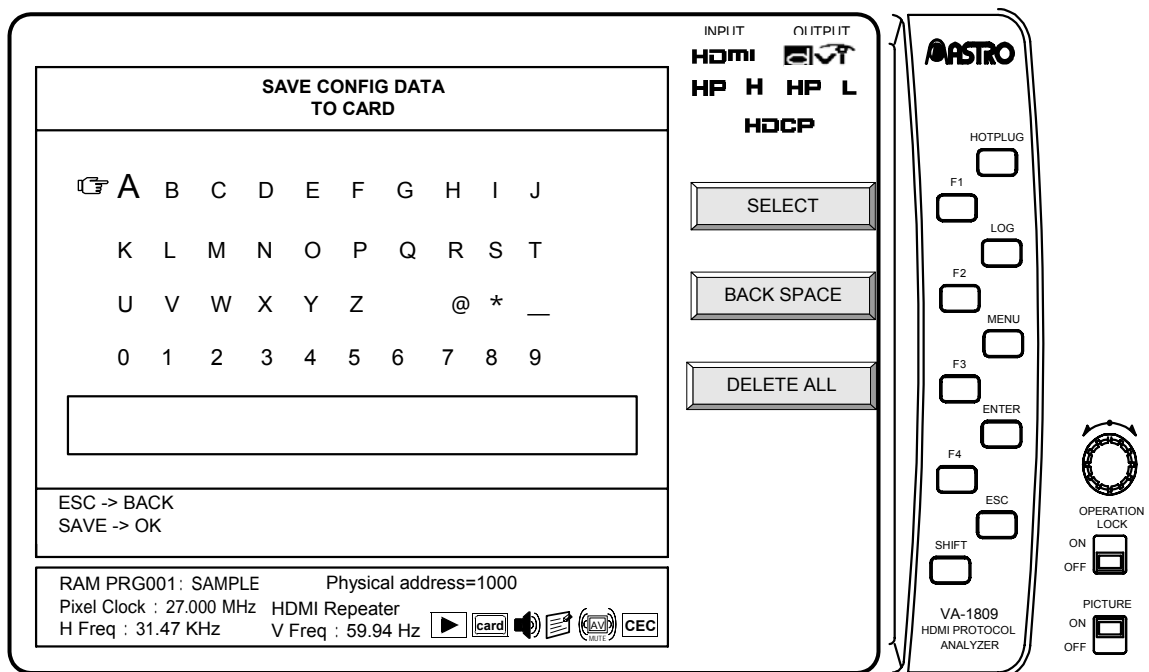 SAVE CONFIG DATA
TO CARD
A B C D E F G H I J
K L M N O P Q R S T
U V W X Y Z @ * _
0 1 2 3 4 5 6 7 8 9
ESC -> BACK
SAVE -> OK
RAM PRG001 : SAMPLE Physical address=1000
Pixel Clock : 27.000 MHz HDMI Repeater
H Freq : 31.47 KHz V Freq : 59.94 Hz card AV MUTE CEC
INPUT OUTPUT
HDMI DVI
HP H HP L
HDCP
SELECT
BACK SPACE
DELETE ALL
ASTRO
HOTPLUG
F1
LOG
F2
MENU
F3
ENTER
F4
ESC
SHIFT
VA-1809
HDMI PROTOCOL
ANALYZER
OPERATION
LOCK
ON
OFF
PICTURE
ON
OFF